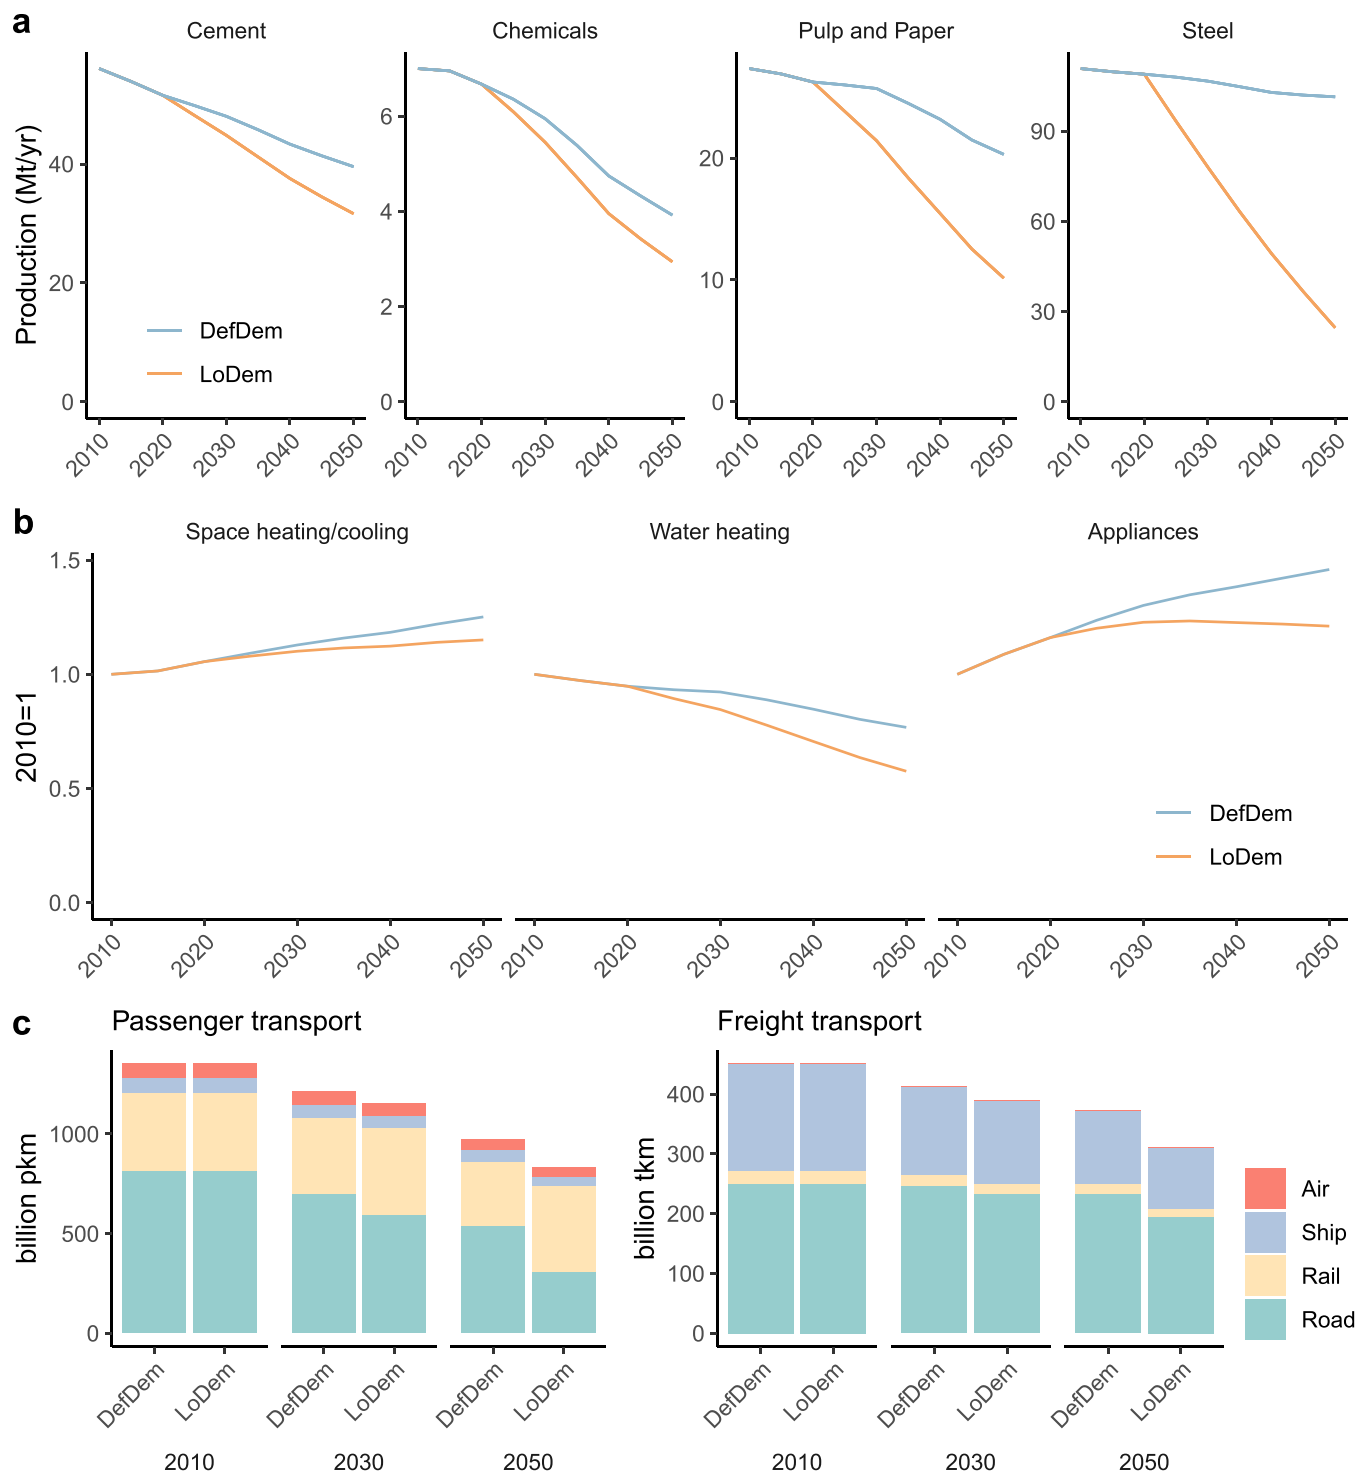 a
Cement
Chemicals
Pulp and Paper
Steel
Production (Mt/yr)
40
20
0
6
4
2
0
20
10
0
90
60
30
0
DefDem
LoDem
2010 2020 2030 2040 2050
2010 2020 2030 2040 2050
2010 2020 2030 2040 2050
2010 2020 2030 2040 2050
b
Space heating/cooling
Water heating
Appliances
2010=1
1.5
1.0
0.5
0.0
DefDem
LoDem
2010 2020 2030 2040 2050
2010 2020 2030 2040 2050
2010 2020 2030 2040 2050
c
Passenger transport
billion pkm
1000
500
0
DefDem LoDem DefDem LoDem DefDem LoDem
2010 2030 2050
Freight transport
billion tkm
400
300
200
100
0
DefDem LoDem DefDem LoDem DefDem LoDem
2010 2030 2050
Air
Ship
Rail
Road